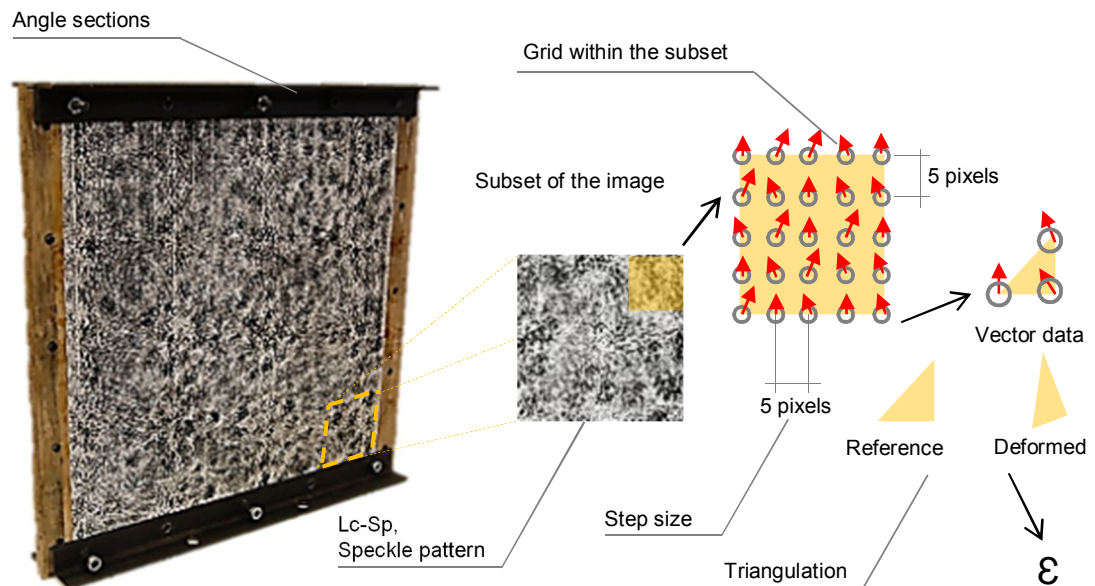 Angle sections
Grid within the subset
Subset of the image
5 pixels
Vector data
5 pixels
Reference
Deformed
Lc-Sp,
Speckle pattern
Step size
Triangulation
ε